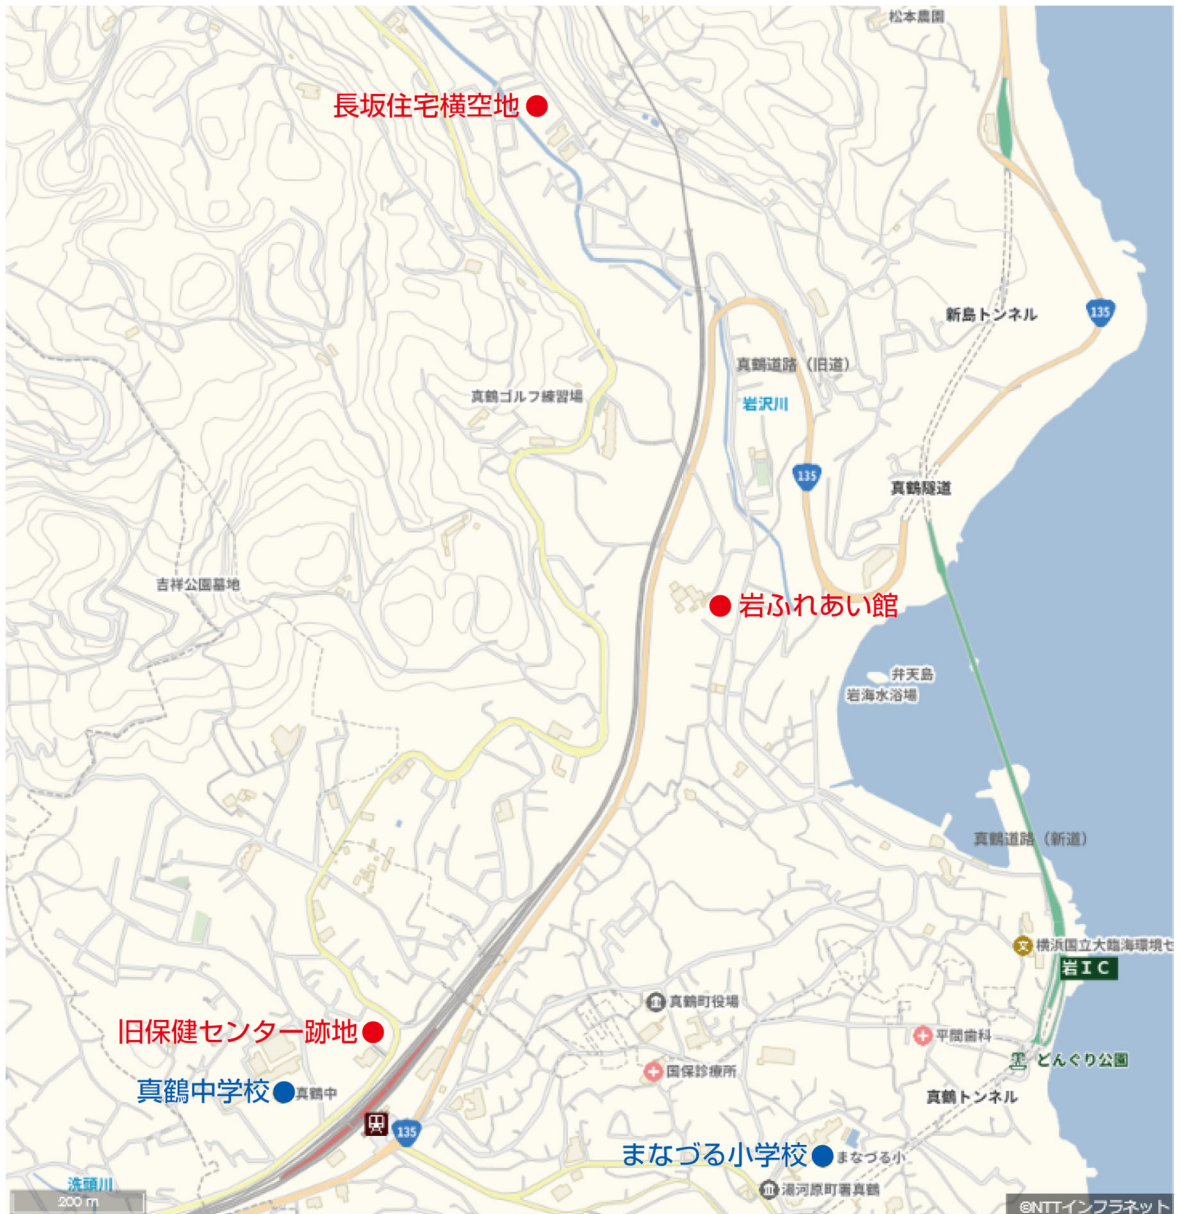 松本農園
長坂住宅横空地
新島トンネル
135
真鶴道路（旧道）
真鶴ゴルフ練習場
岩沢川
135
真鶴隧道
吉祥公園墓地
岩ふれあい館
弁天島
岩海水浴場
真鶴道路（新道）
横浜国立大臨海環境セ
岩IC
真鶴町役場
旧保健センター跡地
平間歯科
どんぐり公園
国保診療所
真鶴中学校
真鶴中
真鶴トンネル
135
まなづる小学校
まなづる小
洗頭川
湯河原町署真鶴
200 m
©NTTインフラネット